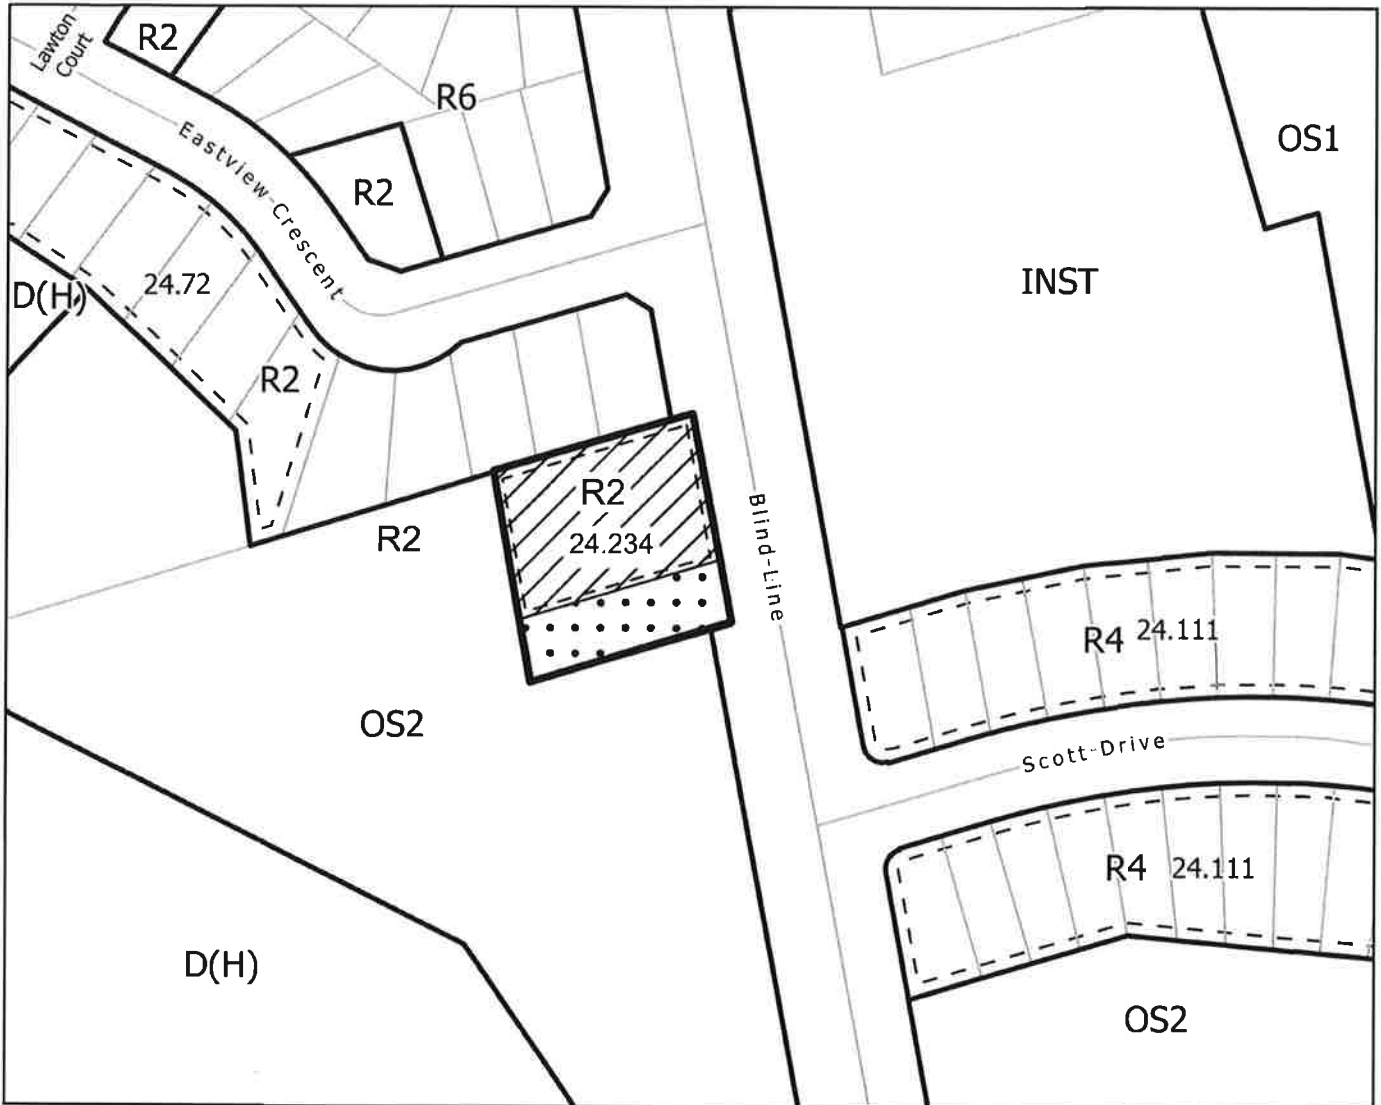 Lawton
Court
R2
R6
OS1
Eastview Crescent
R2
INST
24.72
D(H)
R2
R2
24.234
R2
Blind Line
R4 24.111
OS2
Scott Drive
R4 24.111
D(H)
OS2